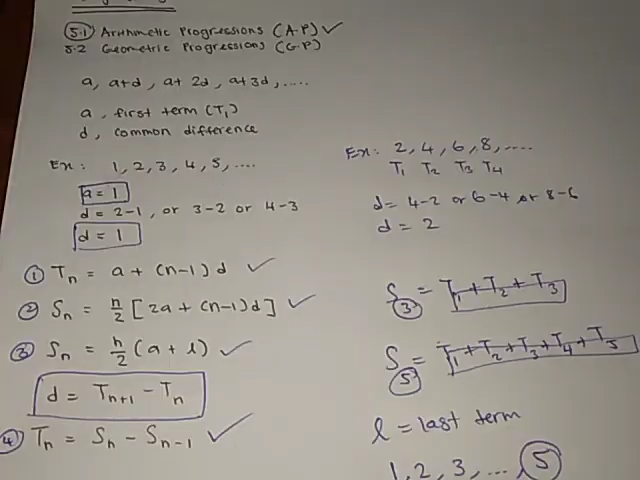 5.1 Arithmetic Progressions (A.P) ✓
5.2 Geometric Progressions (G.P)
a, a+d, a+2d, a+3d, .....
a, first term (T₁)
d, common difference
Ex: 1, 2, 3, 4, 5, ....
a = 1
d = 2-1, or 3-2 or 4-3
d = 1
① Tₙ = a + (n-1)d ✓
② Sₙ = n/2 [2a + (n-1)d] ✓
③ Sₙ = n/2 (a + l) ✓
d = Tₙ₊₁ - Tₙ
④ Tₙ = Sₙ - Sₙ₋₁ ✓
Ex: 2, 4, 6, 8, ....
T₁ T₂ T₃ T₄
d = 4-2 or 6-4 or 8-6
d = 2
S₃ = T₁ + T₂ + T₃
S₅ = T₁ + T₂ + T₃ + T₄ + T₅
l = last term
1, 2, 3, ..., 5